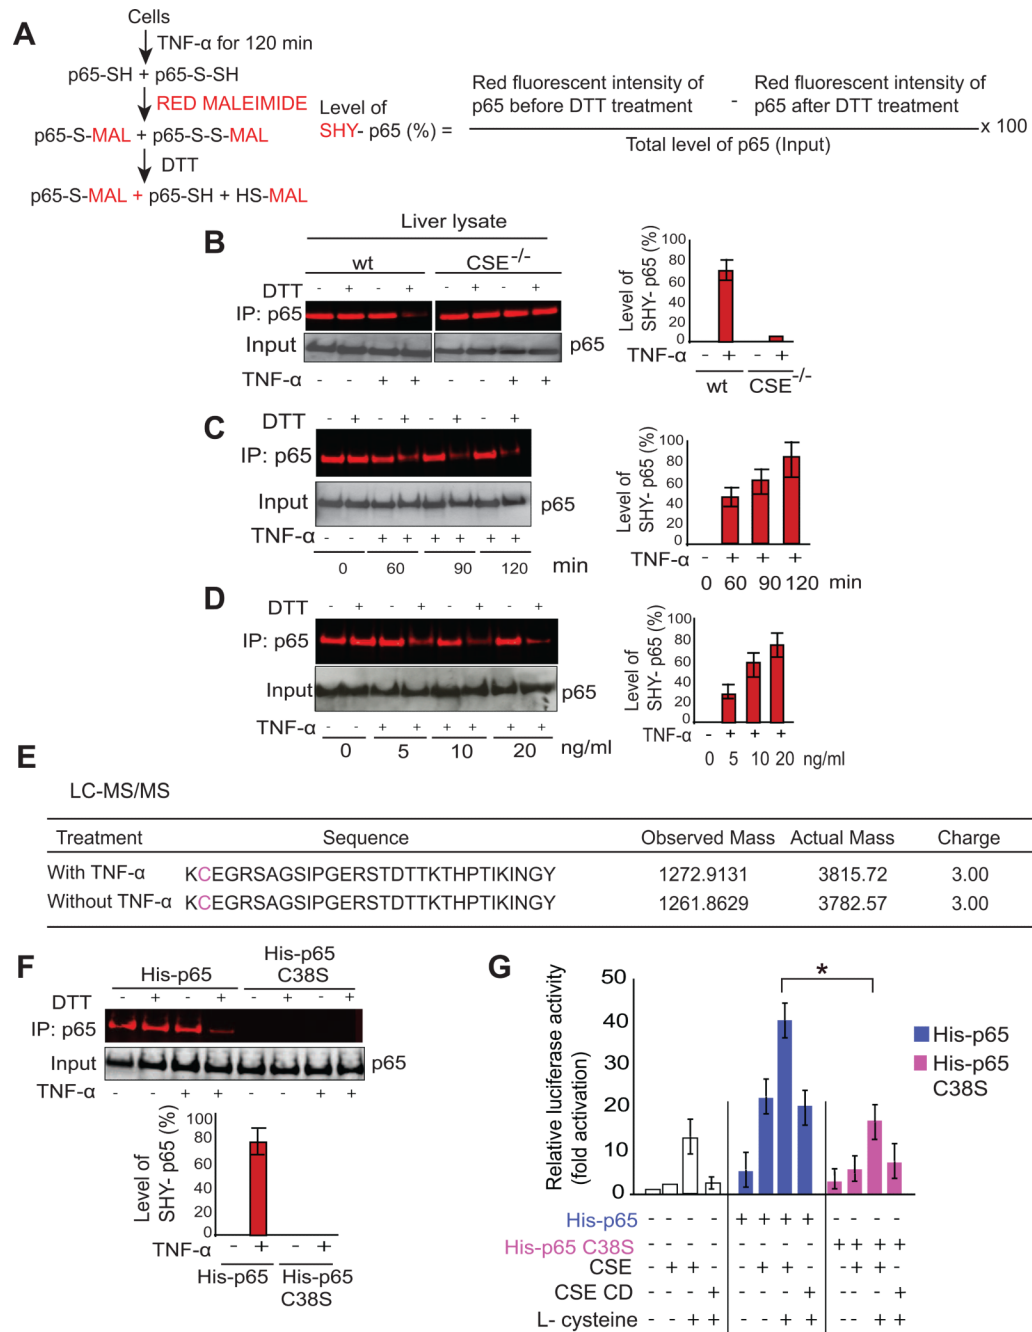 A
Cells
TNF-α for 120 min
p65-SH + p65-S-SH
RED MALEIMIDE
p65-S-MAL + p65-S-S-MAL
DTT
p65-S-MAL + p65-SH + HS-MAL
Level of
SHY- p65 (%) =
Red fluorescent intensity of
p65 before DTT treatment
-
Red fluorescent intensity of
p65 after DTT treatment
Total level of p65 (Input)
x 100
B
Liver lysate
wt CSE-/-
DTT - + - + - + - +
IP: p65
Input p65
TNF-α - - + + - - + +
Level of
SHY- p65 (%)
100
80
60
40
20
0
TNF-α - + - +
wt CSE-/-
C
DTT - + - + - + - +
IP: p65
Input p65
TNF-α - - + + + + + +
0 60 90 120 min
Level of
SHY- p65 (%)
100
80
60
40
20
0
TNF-α - + + +
0 60 90 120 min
D
DTT - + - + - + - +
IP: p65
Input p65
TNF-α - - + + + + + +
0 5 10 20 ng/ml
Level of
SHY- p65 (%)
100
80
60
40
20
0
TNF-α - + + +
0 5 10 20 ng/ml
E
LC-MS/MS
Treatment Sequence Observed Mass Actual Mass Charge
With TNF-α KCEGRSAGSIPGERSTDTTKTHPTIKINGY 1272.9131 3815.72 3.00
Without TNF-α KCEGRSAGSIPGERSTDTTKTHPTIKINGY 1261.8629 3782.57 3.00
F
His-p65 His-p65
C38S
DTT - + - + - + - +
IP: p65
Input p65
TNF-α - - + + - - + +
Level of
SHY- p65 (%)
100
80
60
40
20
0
TNF-α - + - +
His-p65 His-p65
C38S
G
Relative luciferase activity
(fold activation)
50
40
30
20
10
0
*
His-p65
His-p65
C38S
His-p65 - - - - + + + + - - - -
His-p65 C38S - - - - - - - - + + + +
CSE - + + - - + + - - - + + -
CSE CD - - - + - - - + - - - - +
L- cysteine - - + + - - + + - - + +